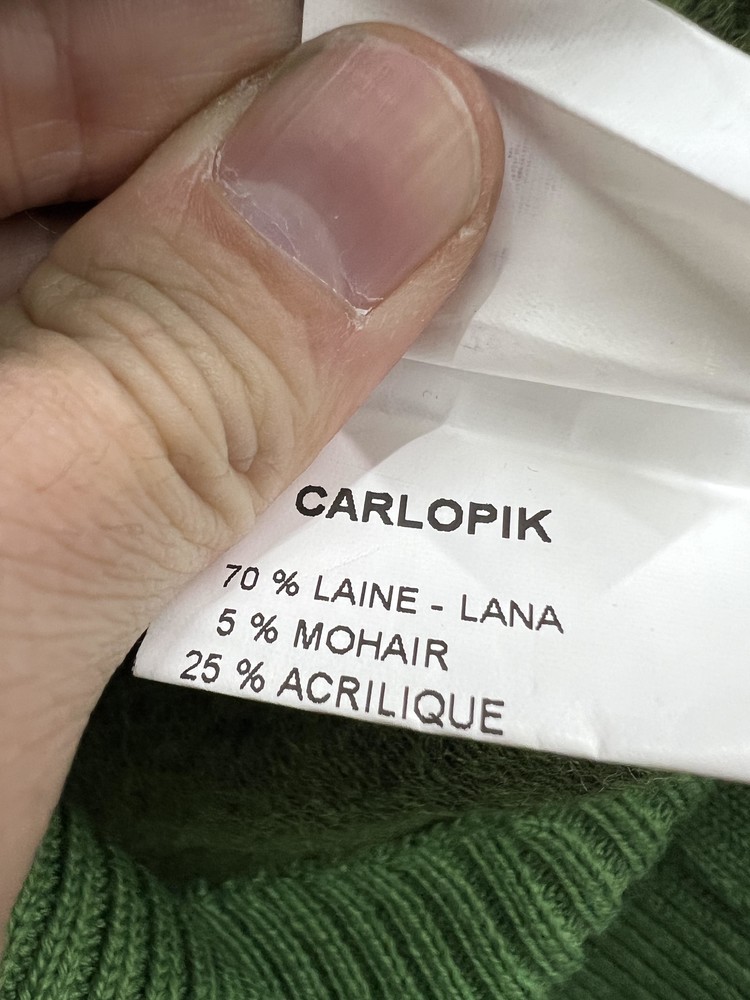 CARLOPIK
70 % LAINE - LANA
5 % MOHAIR
25 % ACRILIQUE